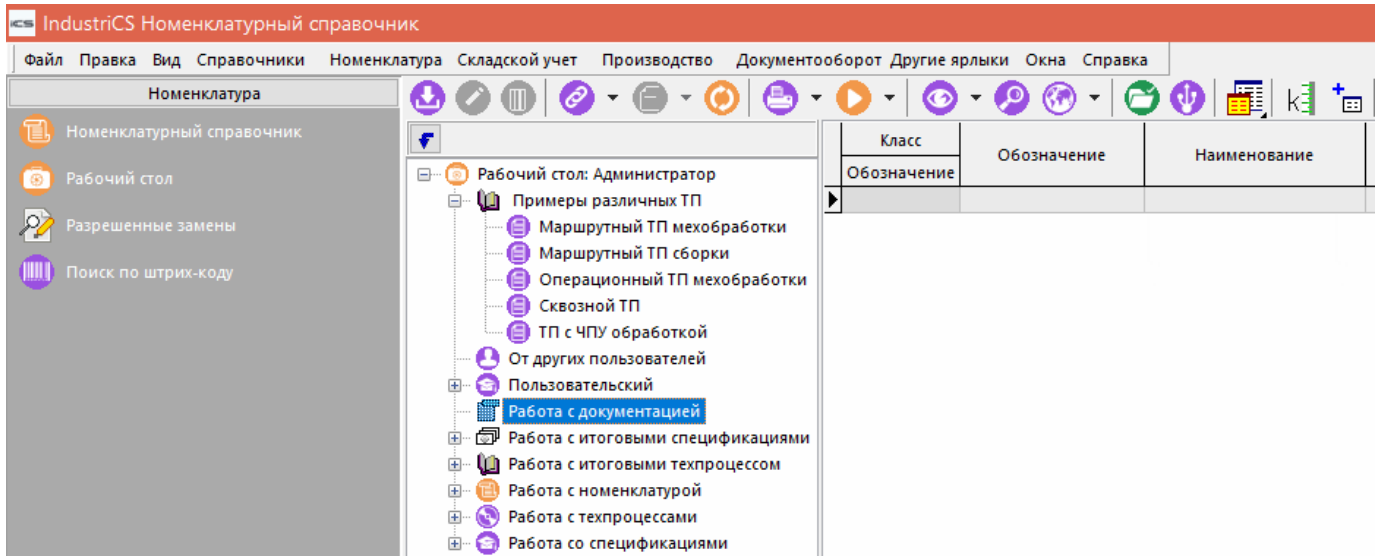 ics IndustriCS Номенклатурный справочник
Файл Правка Вид Справочники Номенклатура Складской учет Производство Документооборот Другие ярлыки Окна Справка
Номенклатура
Номенклатурный справочник
Рабочий стол
Разрешенные замены
Поиск по штрих-коду
Рабочий стол: Администратор
Примеры различных ТП
Маршрутный ТП мехобработки
Маршрутный ТП сборки
Операционный ТП мехобработки
Сквозной ТП
ТП с ЧПУ обработкой
От других пользователей
Пользовательский
Работа с документацией
Работа с итоговыми спецификациями
Работа с итоговыми техпроцессом
Работа с номенклатурой
Работа с техпроцессами
Работа со спецификациями
Класс
Обозначение
Обозначение
Наименование